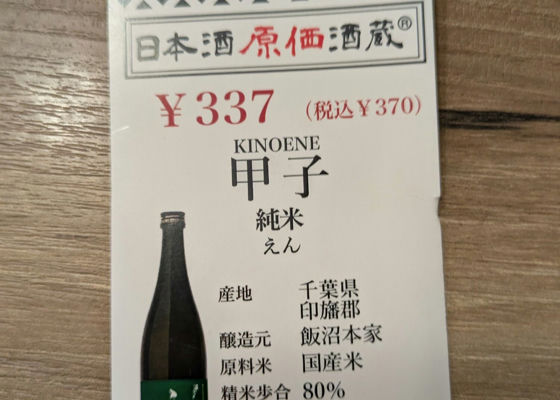 日本酒原価酒蔵®
￥337 （税込￥370）
KINOENE
甲子
純米
えん
産地 千葉県
印旛郡
醸造元 飯沼本家
原料米 国産米
精米歩合 80%